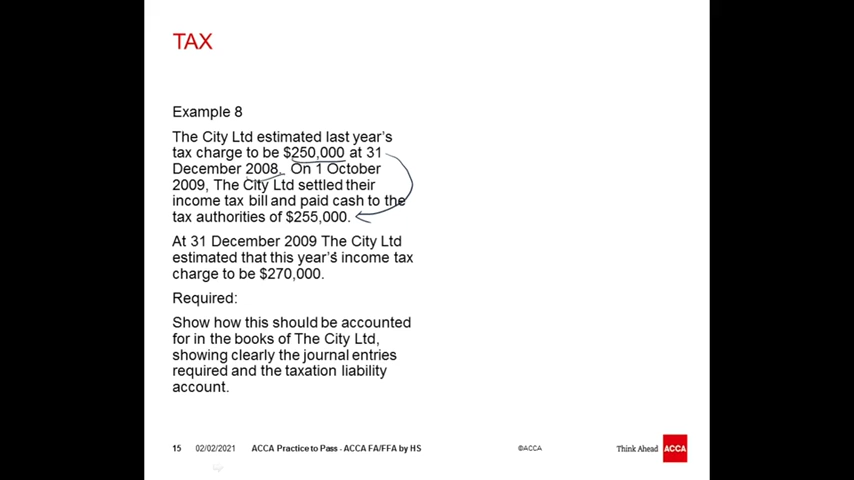 TAX
Example 8
The City Ltd estimated last year's
tax charge to be $250,000 at 31
December 2008. On 1 October
2009, The City Ltd settled their
income tax bill and paid cash to the
tax authorities of $255,000.
At 31 December 2009 The City Ltd
estimated that this year's income tax
charge to be $270,000.
Required:
Show how this should be accounted
for in the books of The City Ltd,
showing clearly the journal entries
required and the taxation liability
account.
15 02/02/2021 ACCA Practice to Pass - ACCA FA/FFA by HS ©ACCA Think Ahead ACCA